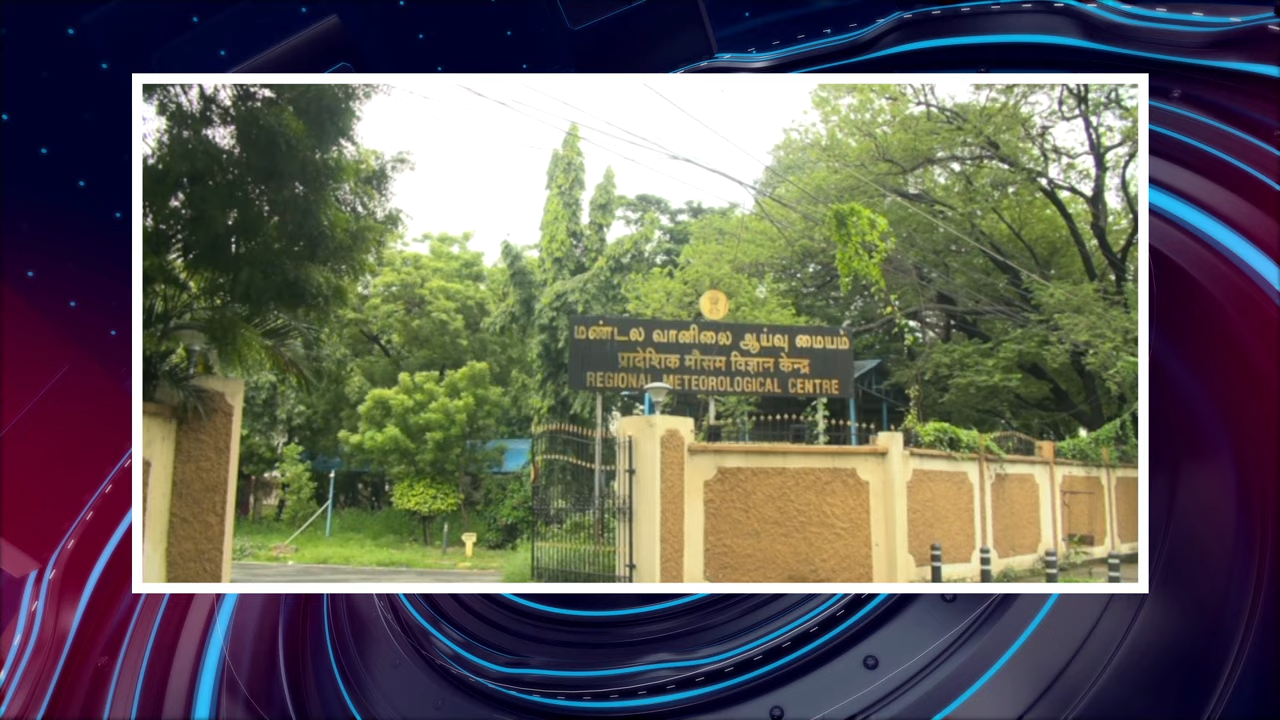 மண்டல வானிலை ஆய்வு மையம்
प्रादेशिक मौसम विज्ञान केन्द्र
REGIONAL METEOROLOGICAL CENTRE